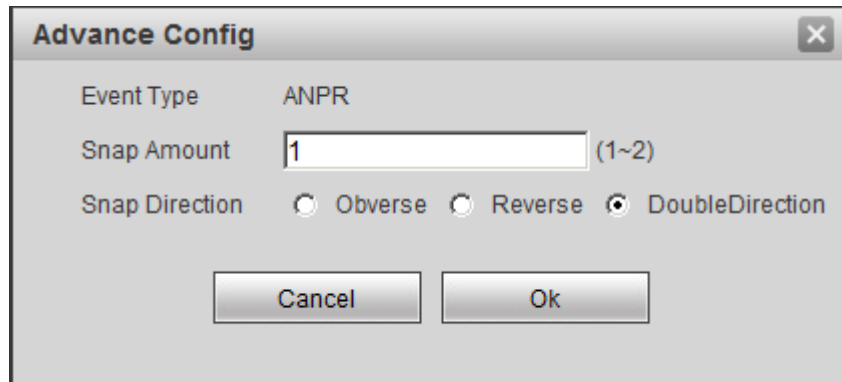 Advance Config
Event Type ANPR
Snap Amount 1 (1~2)
Snap Direction Obverse Reverse DoubleDirection
Cancel Ok